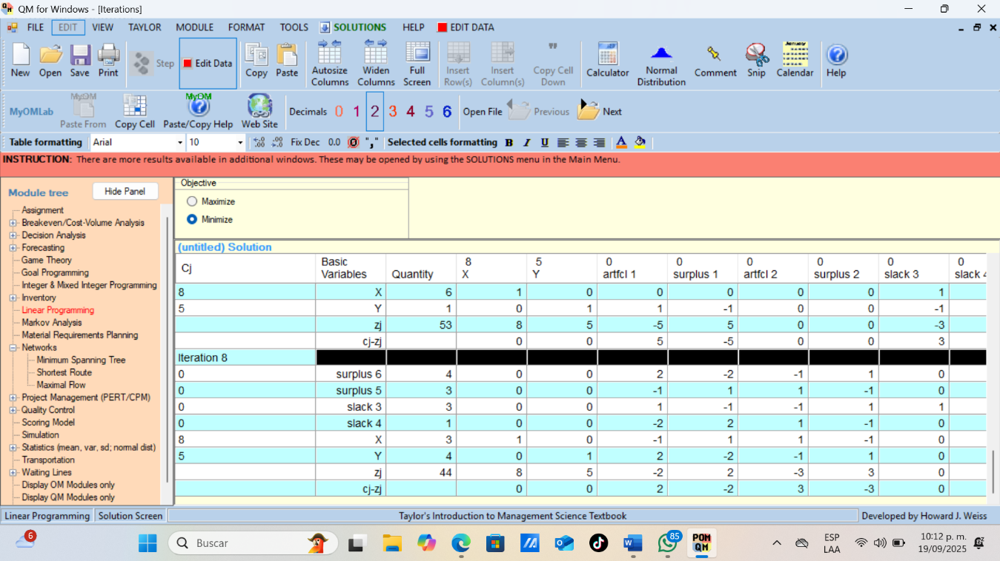 QM for Windows - [Iterations]
FILE EDIT VIEW TAYLOR MODULE FORMAT TOOLS SOLUTIONS HELP EDIT DATA
New Open Save Print Step Edit Data Copy Paste Autosize Columns Widen Columns Full Screen Insert Row(s) Insert Column(s) Copy Cell Down Calculator Normal Distribution Comment Snip Calendar Help
MyOMLab Paste From Copy Cell Paste/Copy Help Web Site Decimals 0 1 2 3 4 5 6 Open File Previous Next
Table formatting Arial 10 Fix Dec 0.0 "," Selected cells formatting B I U A
INSTRUCTION: There are more results available in additional windows. These may be opened by using the SOLUTIONS menu in the Main Menu.
Module tree
Hide Panel
Assignment
Breakeven/Cost-Volume Analysis
Decision Analysis
Forecasting
Game Theory
Goal Programming
Integer & Mixed Integer Programming
Inventory
Linear Programming
Markov Analysis
Material Requirements Planning
Networks
Minimum Spanning Tree
Shortest Route
Maximal Flow
Project Management (PERT/CPM)
Quality Control
Scoring Model
Simulation
Statistics (mean, var, sd; normal dist)
Transportation
Waiting Lines
Display OM Modules only
Display QM Modules only
Objective
Maximize
Minimize
(untitled) Solution
Cj Basic Variables Quantity 8 X 5 Y 0 artfcl 1 0 surplus 1 0 artfcl 2 0 surplus 2 0 slack 3 0 slack 4
8 X 6 1 0 0 0 0 0 1
5 Y 1 0 1 1 -1 0 0 -1
zj 53 8 5 -5 5 0 0 -3
cj-zj 0 0 5 -5 0 0 3
Iteration 8
0 surplus 6 4 0 0 2 -2 -1 1 0
0 surplus 5 3 0 0 -1 1 1 -1 0
0 slack 3 3 0 0 1 -1 -1 1 1
0 slack 4 1 0 0 -2 2 1 -1 0
8 X 3 1 0 -1 1 1 -1 0
5 Y 4 0 1 2 -2 -1 1 0
zj 44 8 5 -2 2 -3 3 0
cj-zj 0 0 2 -2 3 -3 0
Linear Programming Solution Screen Taylor's Introduction to Management Science Textbook Developed by Howard J. Weiss
6 Buscar 85 POM QM ESP LAA 10:12 p. m. 19/09/2025